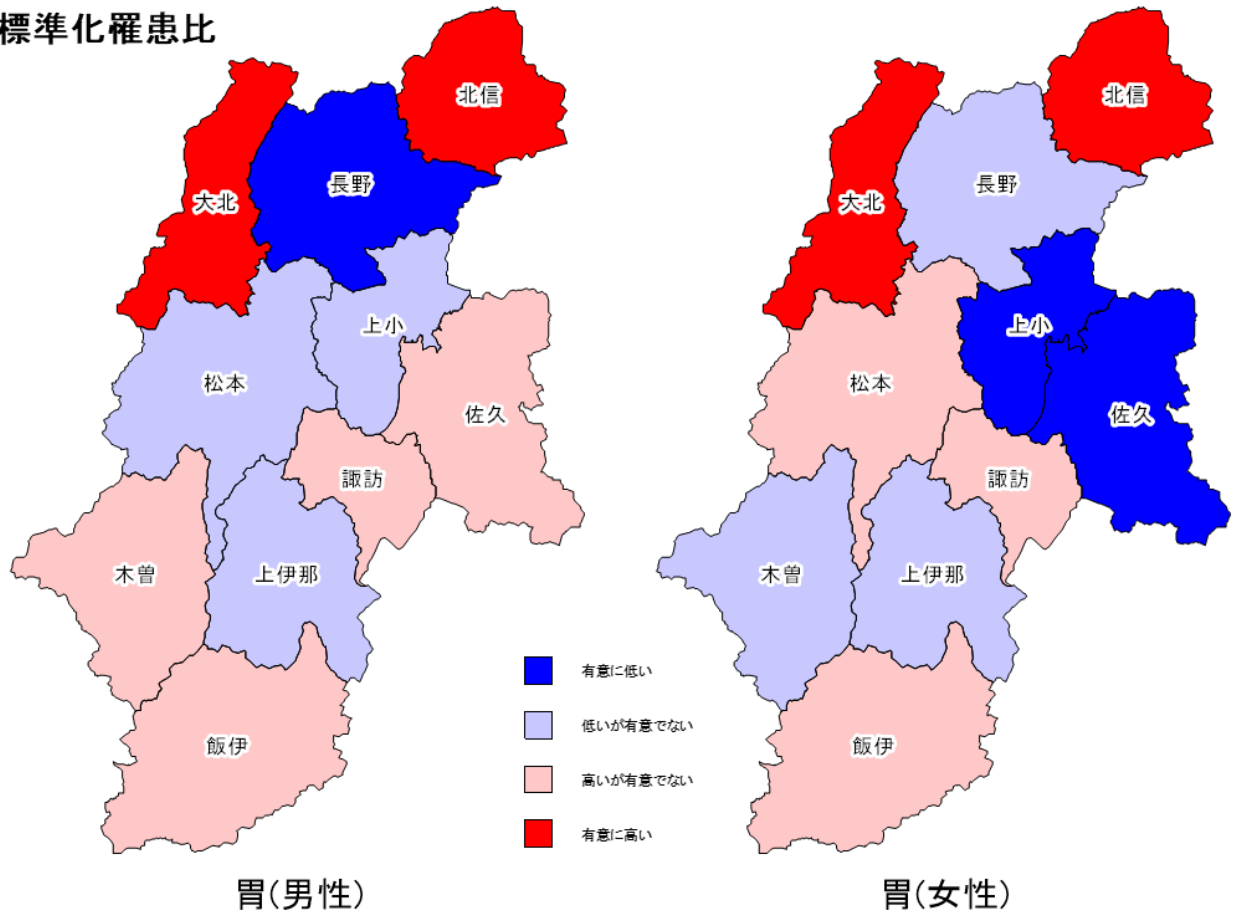 標準化罹患比
北信
長野
大北
上小
松本
佐久
諏訪
木曽
上伊那
飯伊
胃(男性)
北信
長野
大北
上小
松本
佐久
諏訪
木曽
上伊那
飯伊
胃(女性)
有意に低い
低いが有意でない
高いが有意でない
有意に高い